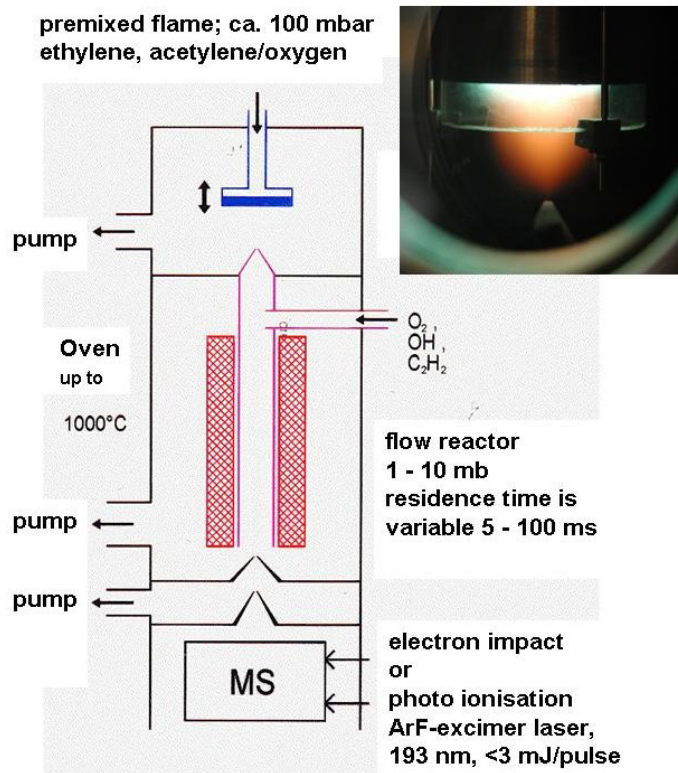 premixed flame; ca. 100 mbar
ethylene, acetylene/oxygen
pump
O₂ ,
OH ,
C₂H₂
Oven
up to
1000°C
flow reactor
1 - 10 mb
residence time is
variable 5 - 100 ms
pump
pump
MS
electron impact
or
photo ionisation
ArF-excimer laser,
193 nm, <3 mJ/pulse